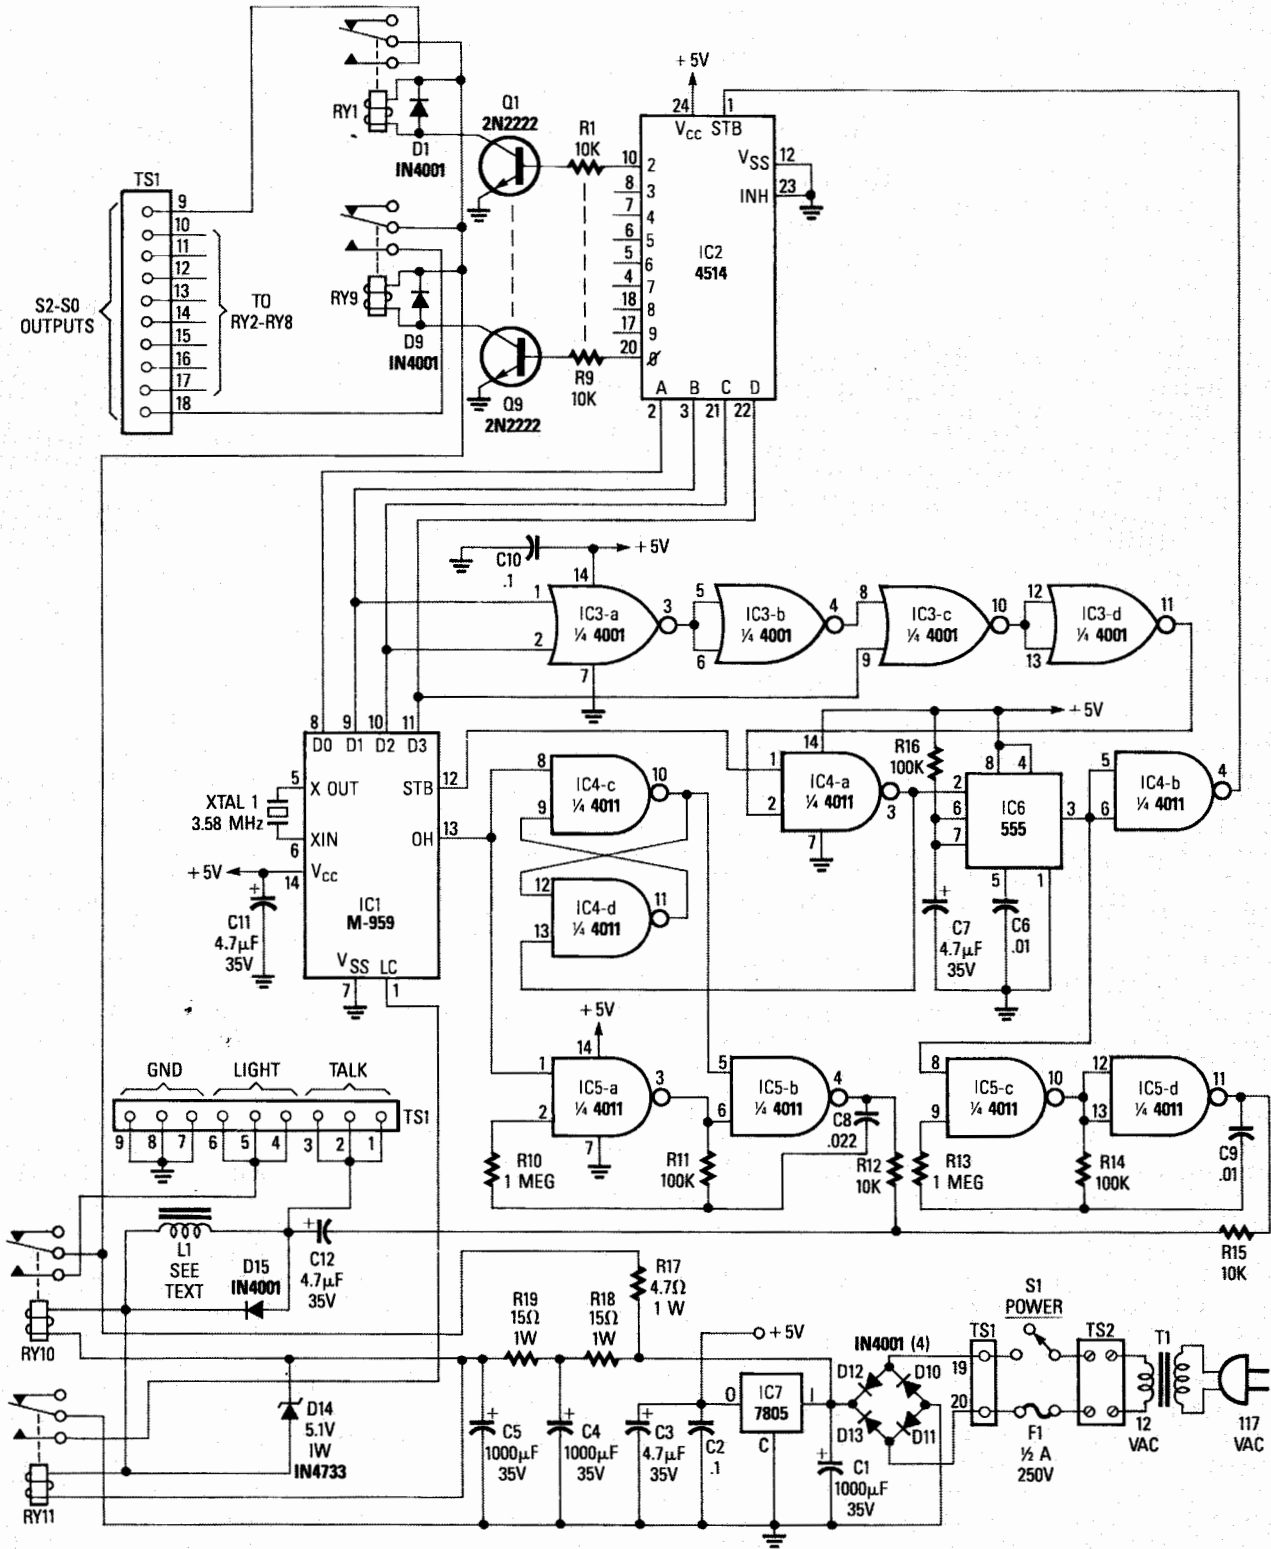 +5V
24
1
VCC STB
RY1
D1
IN4001
Q1
2N2222
R1
10K
10
2
8
3
7
4
6
5
5
6
4
7
18
8
17
9
20
0
VSS
12
INH
23
IC2
4514
A B C D
2 3 21 22
TS1
9
10
11
12
13
14
15
16
17
18
S2-S0
OUTPUTS
TO
RY2-RY8
RY9
D9
IN4001
R9
10K
Q9
2N2222
C10
.1
+5V
14
1
2
IC3-a
¼ 4001
3
7
5
6
IC3-b
¼ 4001
4
8
9
IC3-c
¼ 4001
10
12
13
IC3-d
¼ 4001
11
8 9 10 11
D0 D1 D2 D3
5
X OUT
XTAL 1
3.58 MHz
XIN
6
+5V
14
VCC
STB
12
OH
13
IC1
M-959
VSS LC
7
1
C11
4.7µF
35V
+
8
9
IC4-c
¼ 4011
10
12
13
IC4-d
¼ 4011
11
14
1
2
IC4-a
¼ 4011
3
7
R16
100K
+5V
8
4
2
6
7
IC6
555
3
5
1
C7
4.7µF
35V
+
C6
.01
5
6
IC4-b
¼ 4011
4
+5V
14
1
2
IC5-a
¼ 4011
3
7
5
6
IC5-b
¼ 4011
4
8
9
IC5-c
¼ 4011
10
12
13
IC5-d
¼ 4011
11
R10
1 MEG
R11
100K
C8
.022
R12
10K
R13
1 MEG
R14
100K
C9
.01
R15
10K
GND
LIGHT
TALK
TS1
9 8 7 6 5 4 3 2 1
L1
SEE
TEXT
D15
IN4001
+
C12
4.7µF
35V
RY10
RY11
D14
5.1V
1W
IN4733
R19
15Ω
1W
R18
15Ω
1W
R17
4.7Ω
1 W
+5V
O
IC7
7805
I
C
+
C5
1000µF
35V
+
C4
1000µF
35V
+
C3
4.7µF
35V
C2
.1
+
C1
1000µF
35V
IN4001 (4)
D12
D10
D13
D11
TS1
19
20
S1
POWER
F1
½ A
250V
TS2
T1
12
VAC
117
VAC